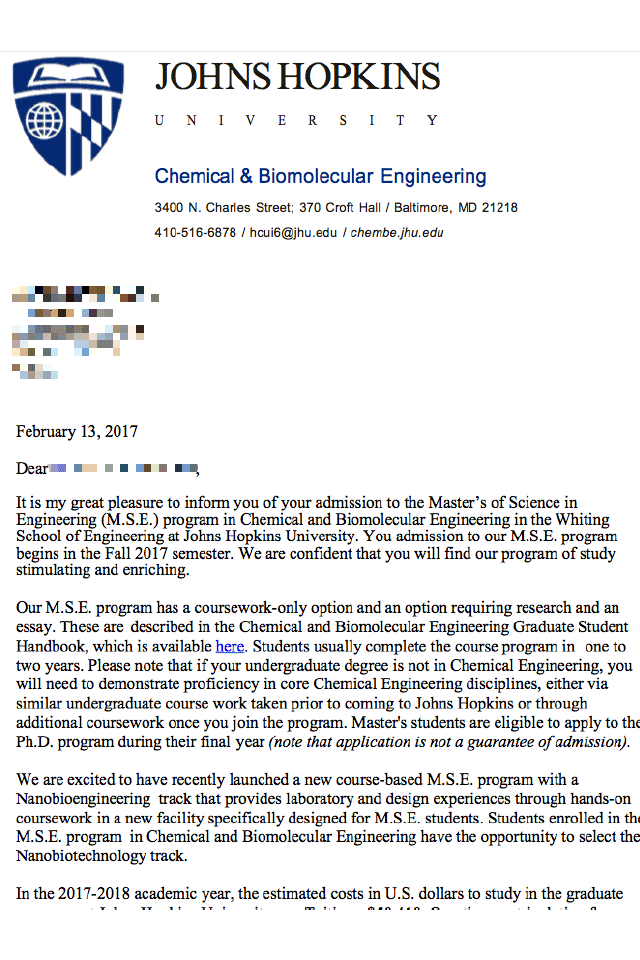 JOHNS HOPKINS
UNIVERSITY
Chemical & Biomolecular Engineering
3400 N. Charles Street; 370 Croft Hall / Baltimore, MD 21218
410-516-6878 / hcui6@jhu.edu / chembe.jhu.edu
February 13, 2017
Dear ,
It is my great pleasure to inform you of your admission to the Master’s of Science in
Engineering (M.S.E.) program in Chemical and Biomolecular Engineering in the Whiting
School of Engineering at Johns Hopkins University. You admission to our M.S.E. program
begins in the Fall 2017 semester. We are confident that you will find our program of study
stimulating and enriching.
Our M.S.E. program has a coursework-only option and an option requiring research and an
essay. These are described in the Chemical and Biomolecular Engineering Graduate Student
Handbook, which is available here. Students usually complete the course program in one to
two years. Please note that if your undergraduate degree is not in Chemical Engineering, you
will need to demonstrate proficiency in core Chemical Engineering disciplines, either via
similar undergraduate course work taken prior to coming to Johns Hopkins or through
additional coursework once you join the program. Master's students are eligible to apply to the
Ph.D. program during their final year (note that application is not a guarantee of admission).
We are excited to have recently launched a new course-based M.S.E. program with a
Nanobioengineering track that provides laboratory and design experiences through hands-on
coursework in a new facility specifically designed for M.S.E. students. Students enrolled in the
M.S.E. program in Chemical and Biomolecular Engineering have the opportunity to select the
Nanobiotechnology track.
In the 2017-2018 academic year, the estimated costs in U.S. dollars to study in the graduate